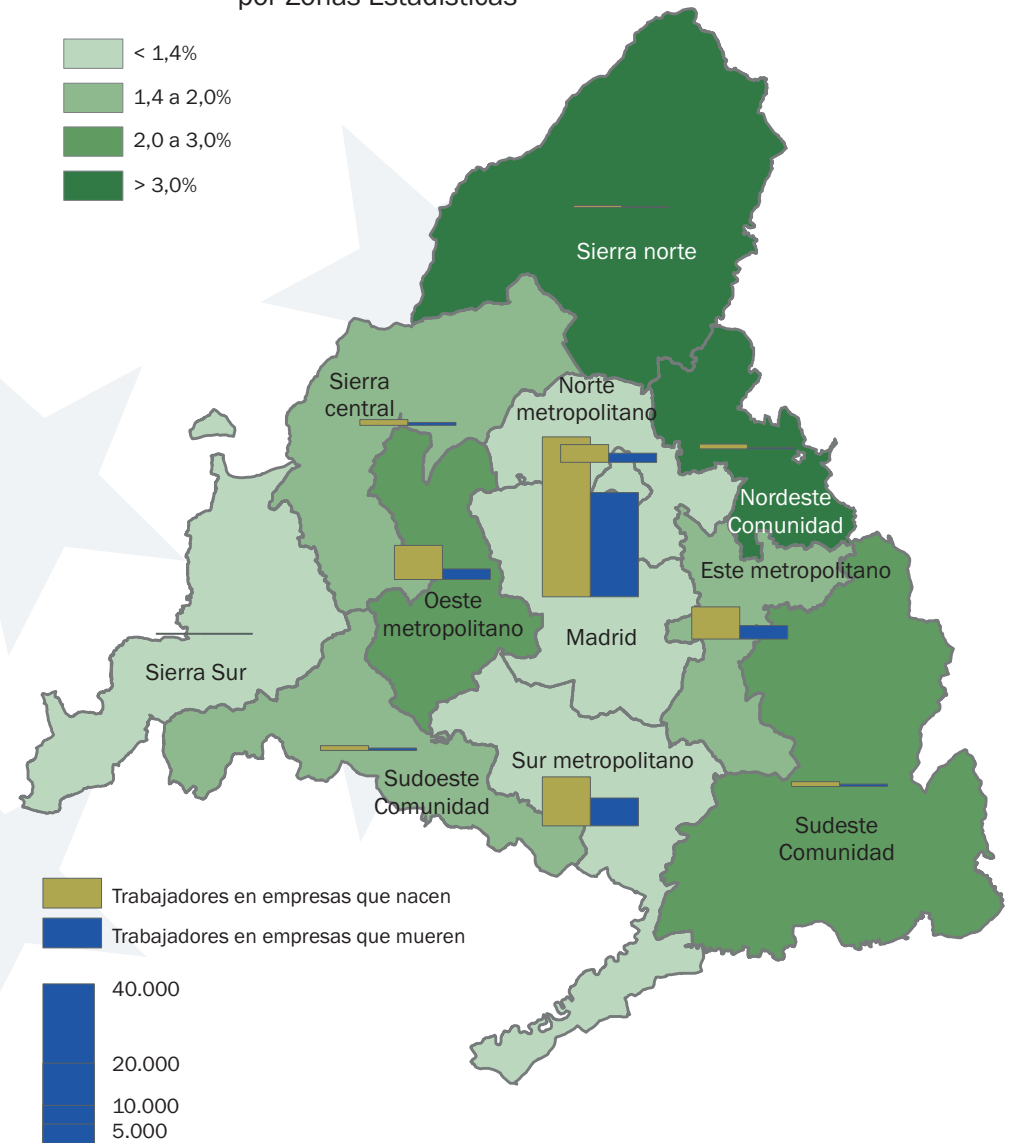 por Zonas Estadísticas
< 1,4%
1,4 a 2,0%
2,0 a 3,0%
> 3,0%
Sierra norte
Sierra
central
Norte
metropolitano
Nordeste
Comunidad
Este metropolitano
Oeste
metropolitano
Madrid
Sierra Sur
Sur metropolitano
Sudoeste
Comunidad
Sudeste
Comunidad
Trabajadores en empresas que nacen
Trabajadores en empresas que mueren
40.000
20.000
10.000
5.000